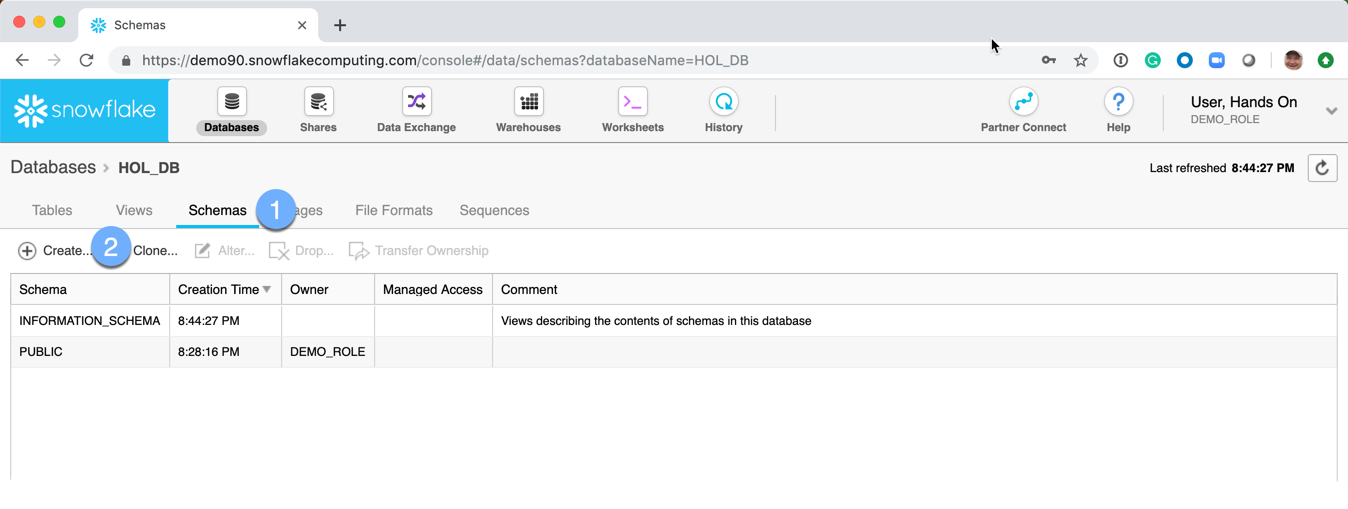 Schemas
https://demo90.snowflakecomputing.com/console#/data/schemas?databaseName=HOL_DB
snowflake
Databases Shares Data Exchange Warehouses Worksheets History Partner Connect Help
User, Hands On
DEMO_ROLE
Databases > HOL_DB
Last refreshed 8:44:27 PM
Tables Views Schemas 1 ages File Formats Sequences
Create... 2 Clone... Alter... Drop... Transfer Ownership
Schema Creation Time Owner Managed Access Comment
INFORMATION_SCHEMA 8:44:27 PM Views describing the contents of schemas in this database
PUBLIC 8:28:16 PM DEMO_ROLE